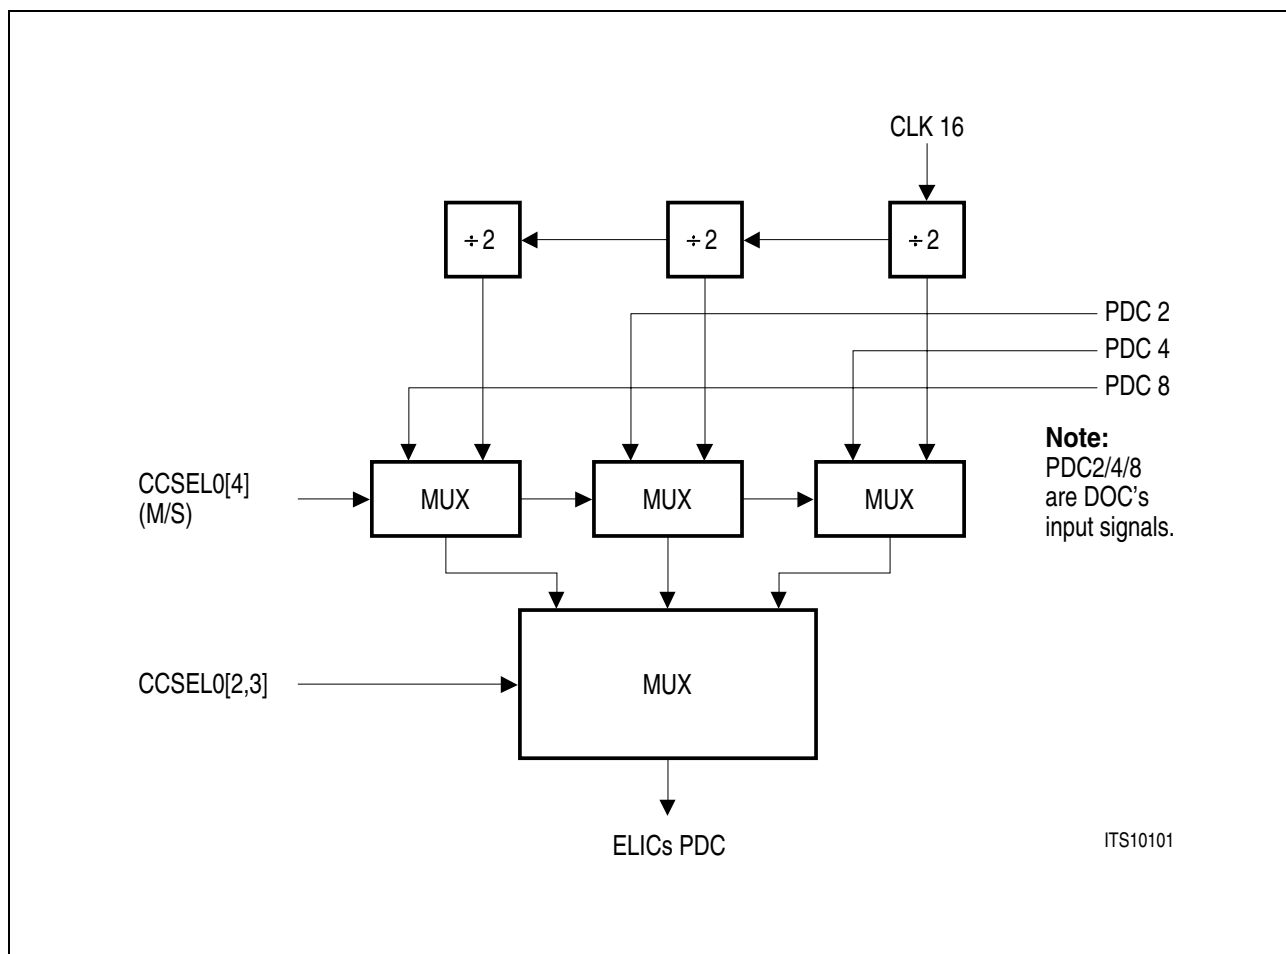 CLK 16
÷2
÷2
÷2
PDC 2
PDC 4
PDC 8
Note:
PDC2/4/8
are DOC's
input signals.
CCSEL0[4]
(M/S)
MUX
MUX
MUX
CCSEL0[2,3]
MUX
ELICs PDC
ITS10101